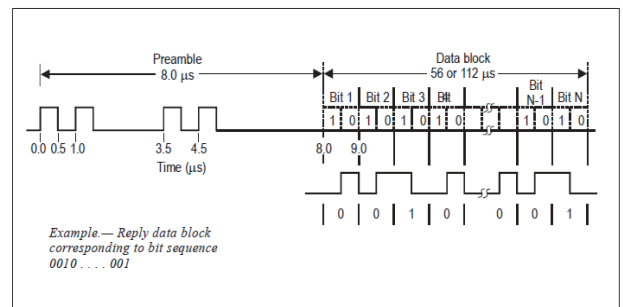 Preamble
8.0 µs
Data block
56 or 112 µs
Bit 1 Bit 2 Bit 3 Bit 4 Bit N-1 Bit N
1 0 1 0 1 0 1 0 1 0 1 0
0.0 0.5 1.0 3.5 4.5 8.0 9.0
Time (µs)
0 0 1 0 0 0 1
Example.— Reply data block
corresponding to bit sequence
0010 . . . . 001